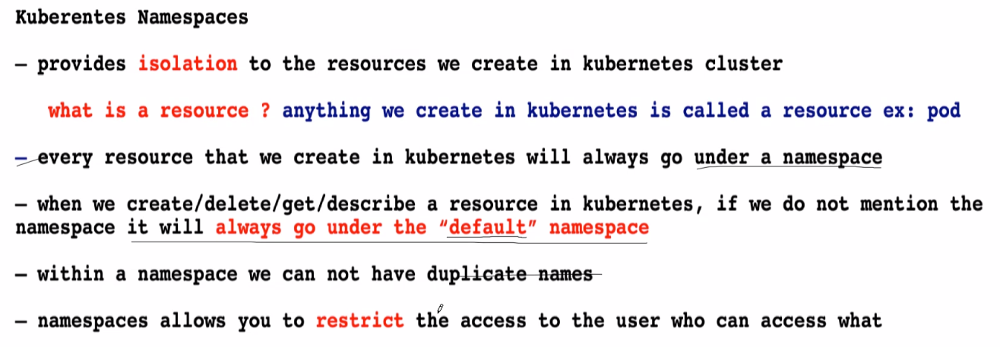 Kuberentes Namespaces
– provides isolation to the resources we create in kubernetes cluster
what is a resource ? anything we create in kubernetes is called a resource ex: pod
– every resource that we create in kubernetes will always go under a namespace
– when we create/delete/get/describe a resource in kubernetes, if we do not mention the
namespace it will always go under the “default” namespace
– within a namespace we can not have duplicate names
– namespaces allows you to restrict the access to the user who can access what